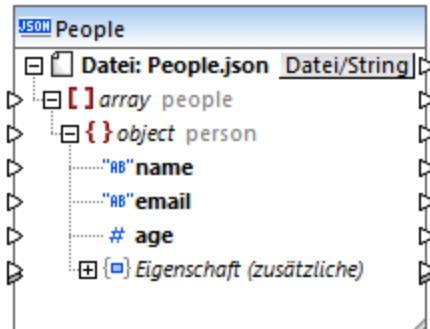 JSON People
Datei: People.json Datei/String
[ ] array people
{ } object person
"AB" name
"AB" email
# age
{ } Eigenschaft (zusätzliche)